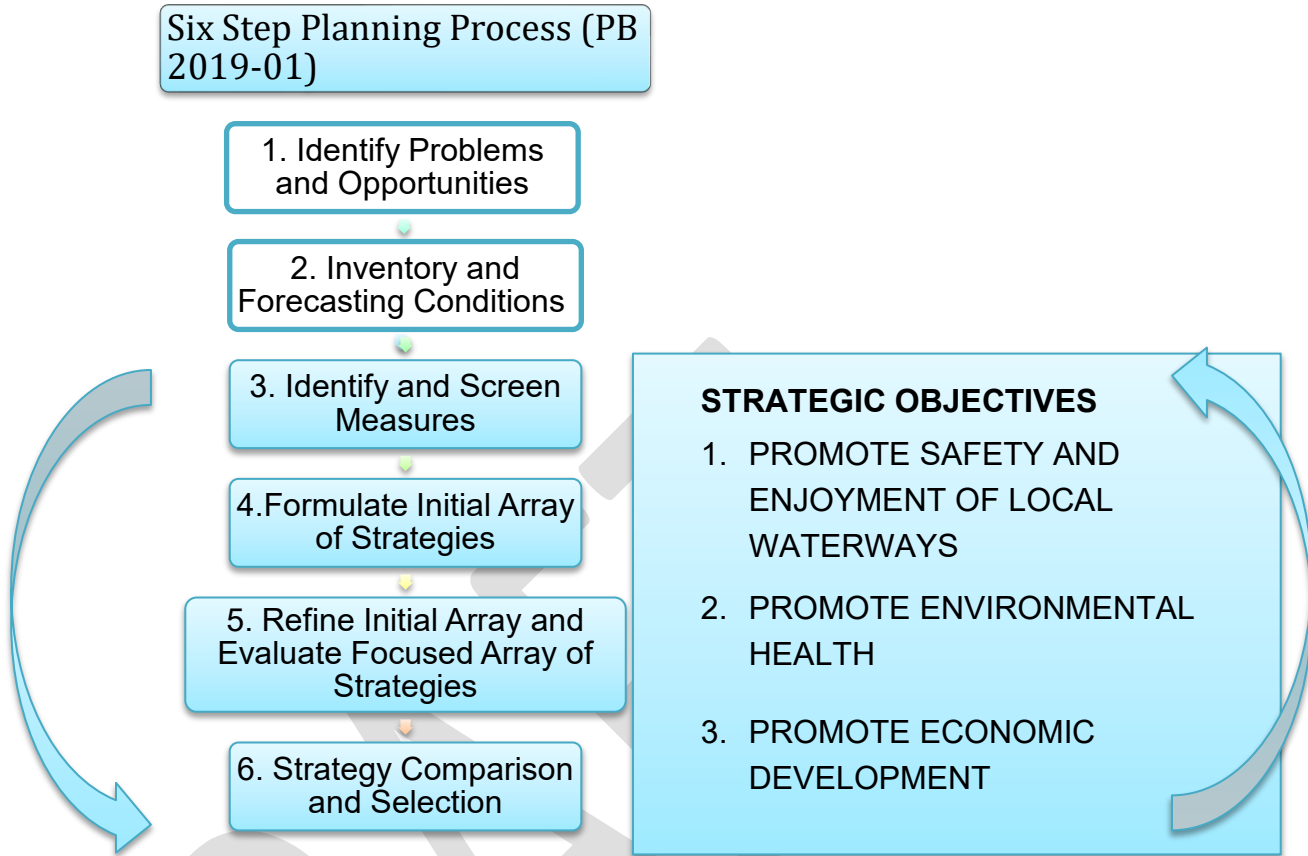 Six Step Planning Process (PB
2019-01)
1. Identify Problems
and Opportunities
2. Inventory and
Forecasting Conditions
3. Identify and Screen
Measures
4.Formulate Initial Array
of Strategies
5. Refine Initial Array and
Evaluate Focused Array of
Strategies
6. Strategy Comparison
and Selection
STRATEGIC OBJECTIVES
1. PROMOTE SAFETY AND
ENJOYMENT OF LOCAL
WATERWAYS
2. PROMOTE ENVIRONMENTAL
HEALTH
3. PROMOTE ECONOMIC
DEVELOPMENT